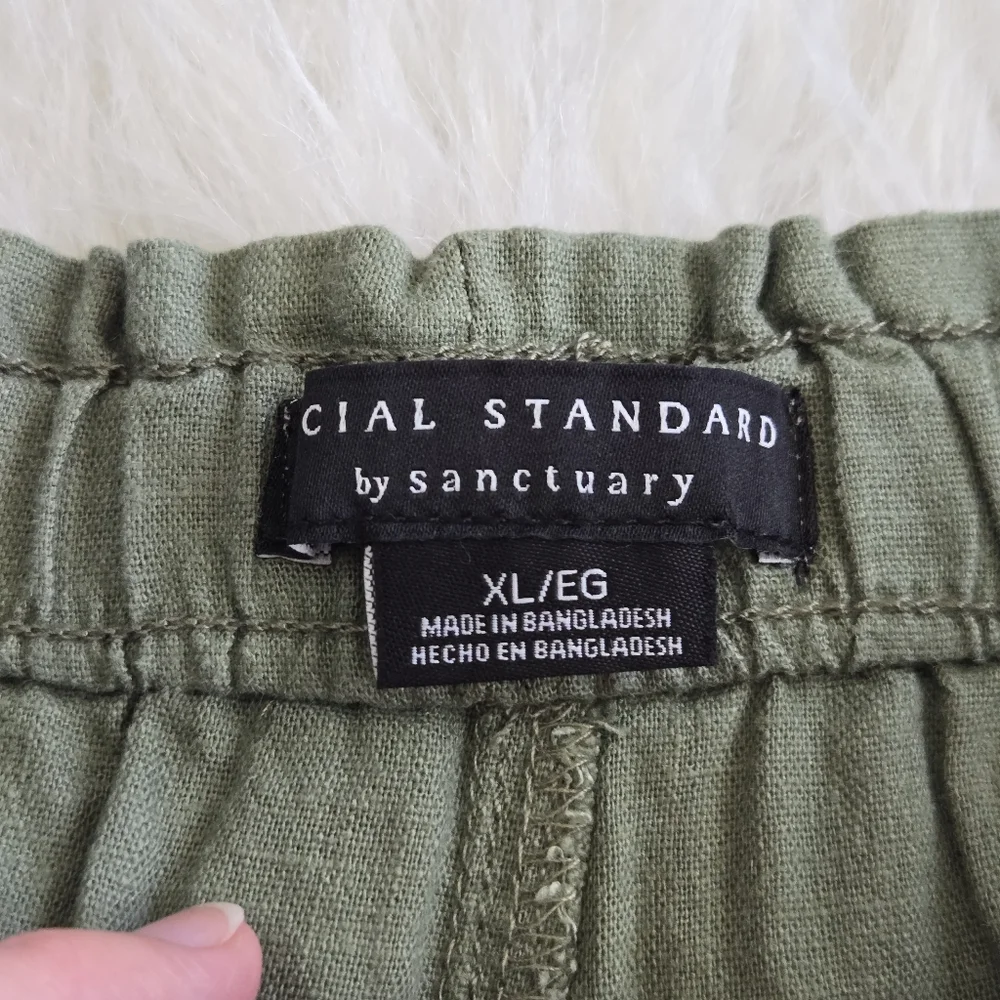 CIAL STANDARD
by sanctuary
XL/EG
MADE IN BANGLADESH
HECHO EN BANGLADESH